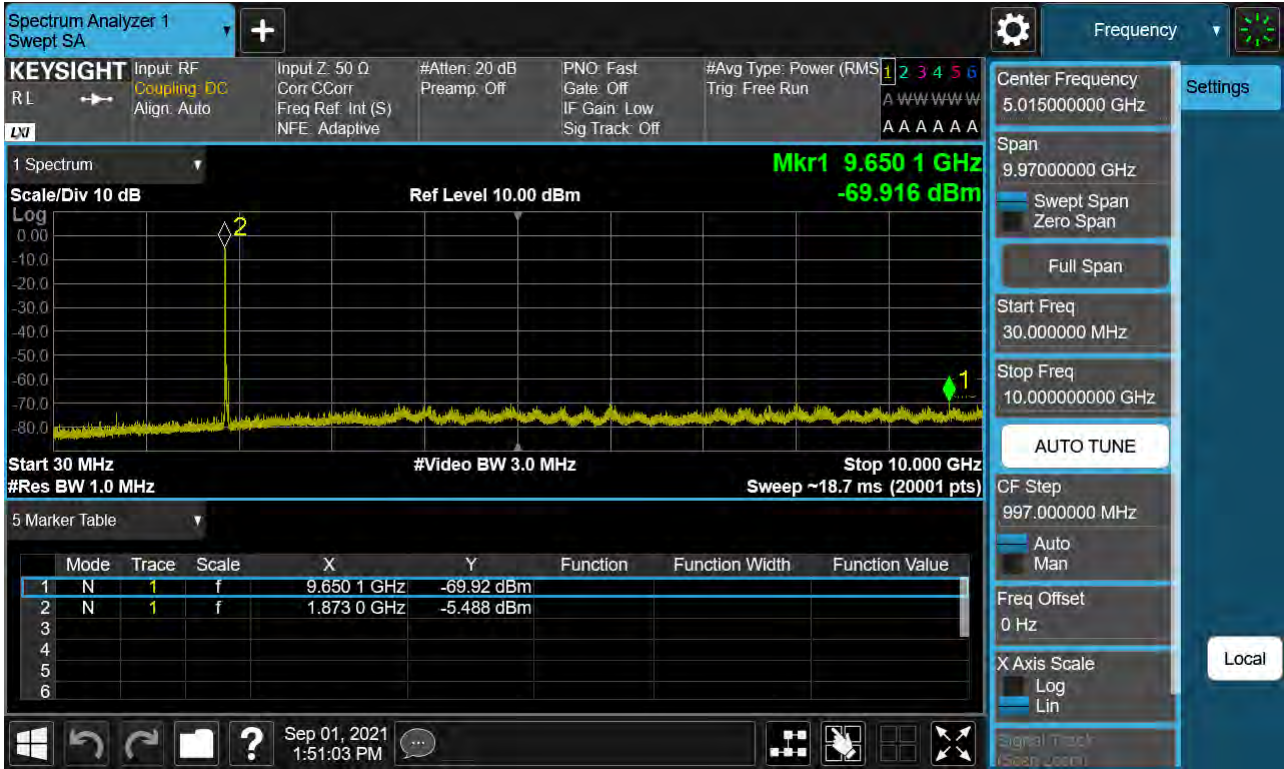 Spectrum Analyzer 1
Swept SA
+
Frequency
KEYSIGHT
R L
LXI
Input: RF
Coupling: DC
Align: Auto
Input Z: 50 Ω
Corr CCorr
Freq Ref: Int (S)
NFE: Adaptive
#Atten: 20 dB
Preamp: Off
PNO: Fast
Gate: Off
IF Gain: Low
Sig Track: Off
#Avg Type: Power (RMS
Trig: Free Run
1 2 3 4 5 6
A W W W W W
A A A A A A
1 Spectrum
Scale/Div 10 dB
Ref Level 10.00 dBm
Mkr1 9.650 1 GHz
-69.916 dBm
Log
0.00
-10.0
-20.0
-30.0
-40.0
-50.0
-60.0
-70.0
-80.0
2
1
Start 30 MHz
#Video BW 3.0 MHz
Stop 10.000 GHz
#Res BW 1.0 MHz
Sweep ~18.7 ms (20001 pts)
5 Marker Table
Mode Trace Scale X Y Function Function Width Function Value
1 N 1 f 9.650 1 GHz -69.92 dBm
2 N 1 f 1.873 0 GHz -5.488 dBm
3
4
5
6
Sep 01, 2021
1:51:03 PM
?
Center Frequency
5.015000000 GHz
Span
9.97000000 GHz
Swept Span
Zero Span
Full Span
Start Freq
30.000000 MHz
Stop Freq
10.000000000 GHz
AUTO TUNE
CF Step
997.000000 MHz
Auto
Man
Freq Offset
0 Hz
X Axis Scale
Log
Lin
Signal Track
(Span Zoom)
Settings
Local